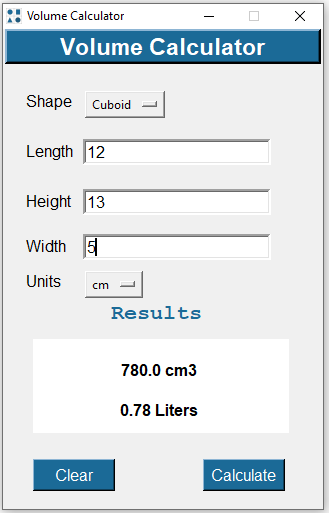 Volume Calculator
Volume Calculator
Shape Cuboid
Length 12
Height 13
Width 5
Units cm
Results
780.0 cm3
0.78 Liters
Clear Calculate